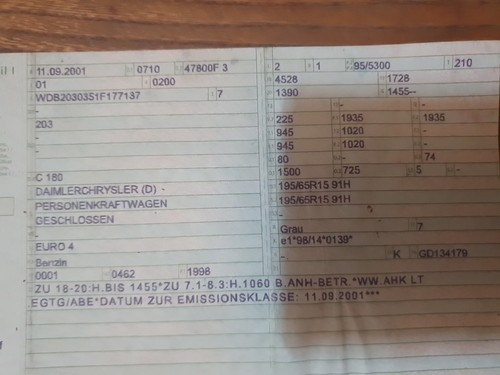 11.09.2001 0710 47800F 3 2 1 95/5300 210
01 0200 4528 1728
WDB2030351F177137 7 1390 1455--
- - -
203 225 1935 1935
- 945 1020 -
- 945 1020 -
- 80 - 74
C 180 1500 725 5 -
DAIMLERCHRYSLER (D) - 195/65R15 91H
PERSONENKRAFTWAGEN 195/65R15 91H
GESCHLOSSEN -
- Grau 7
EURO 4 e1*98/14*0139*
Benzin -. K GD134179
0001 0462 1998
ZU 18-20:H.BIS 1455*ZU 7.1-8.3:H.1060 B.ANH-BETR.*WW.AHK LT
EGTG/ABE*DATUM ZUR EMISSIONSKLASSE: 11.09.2001***